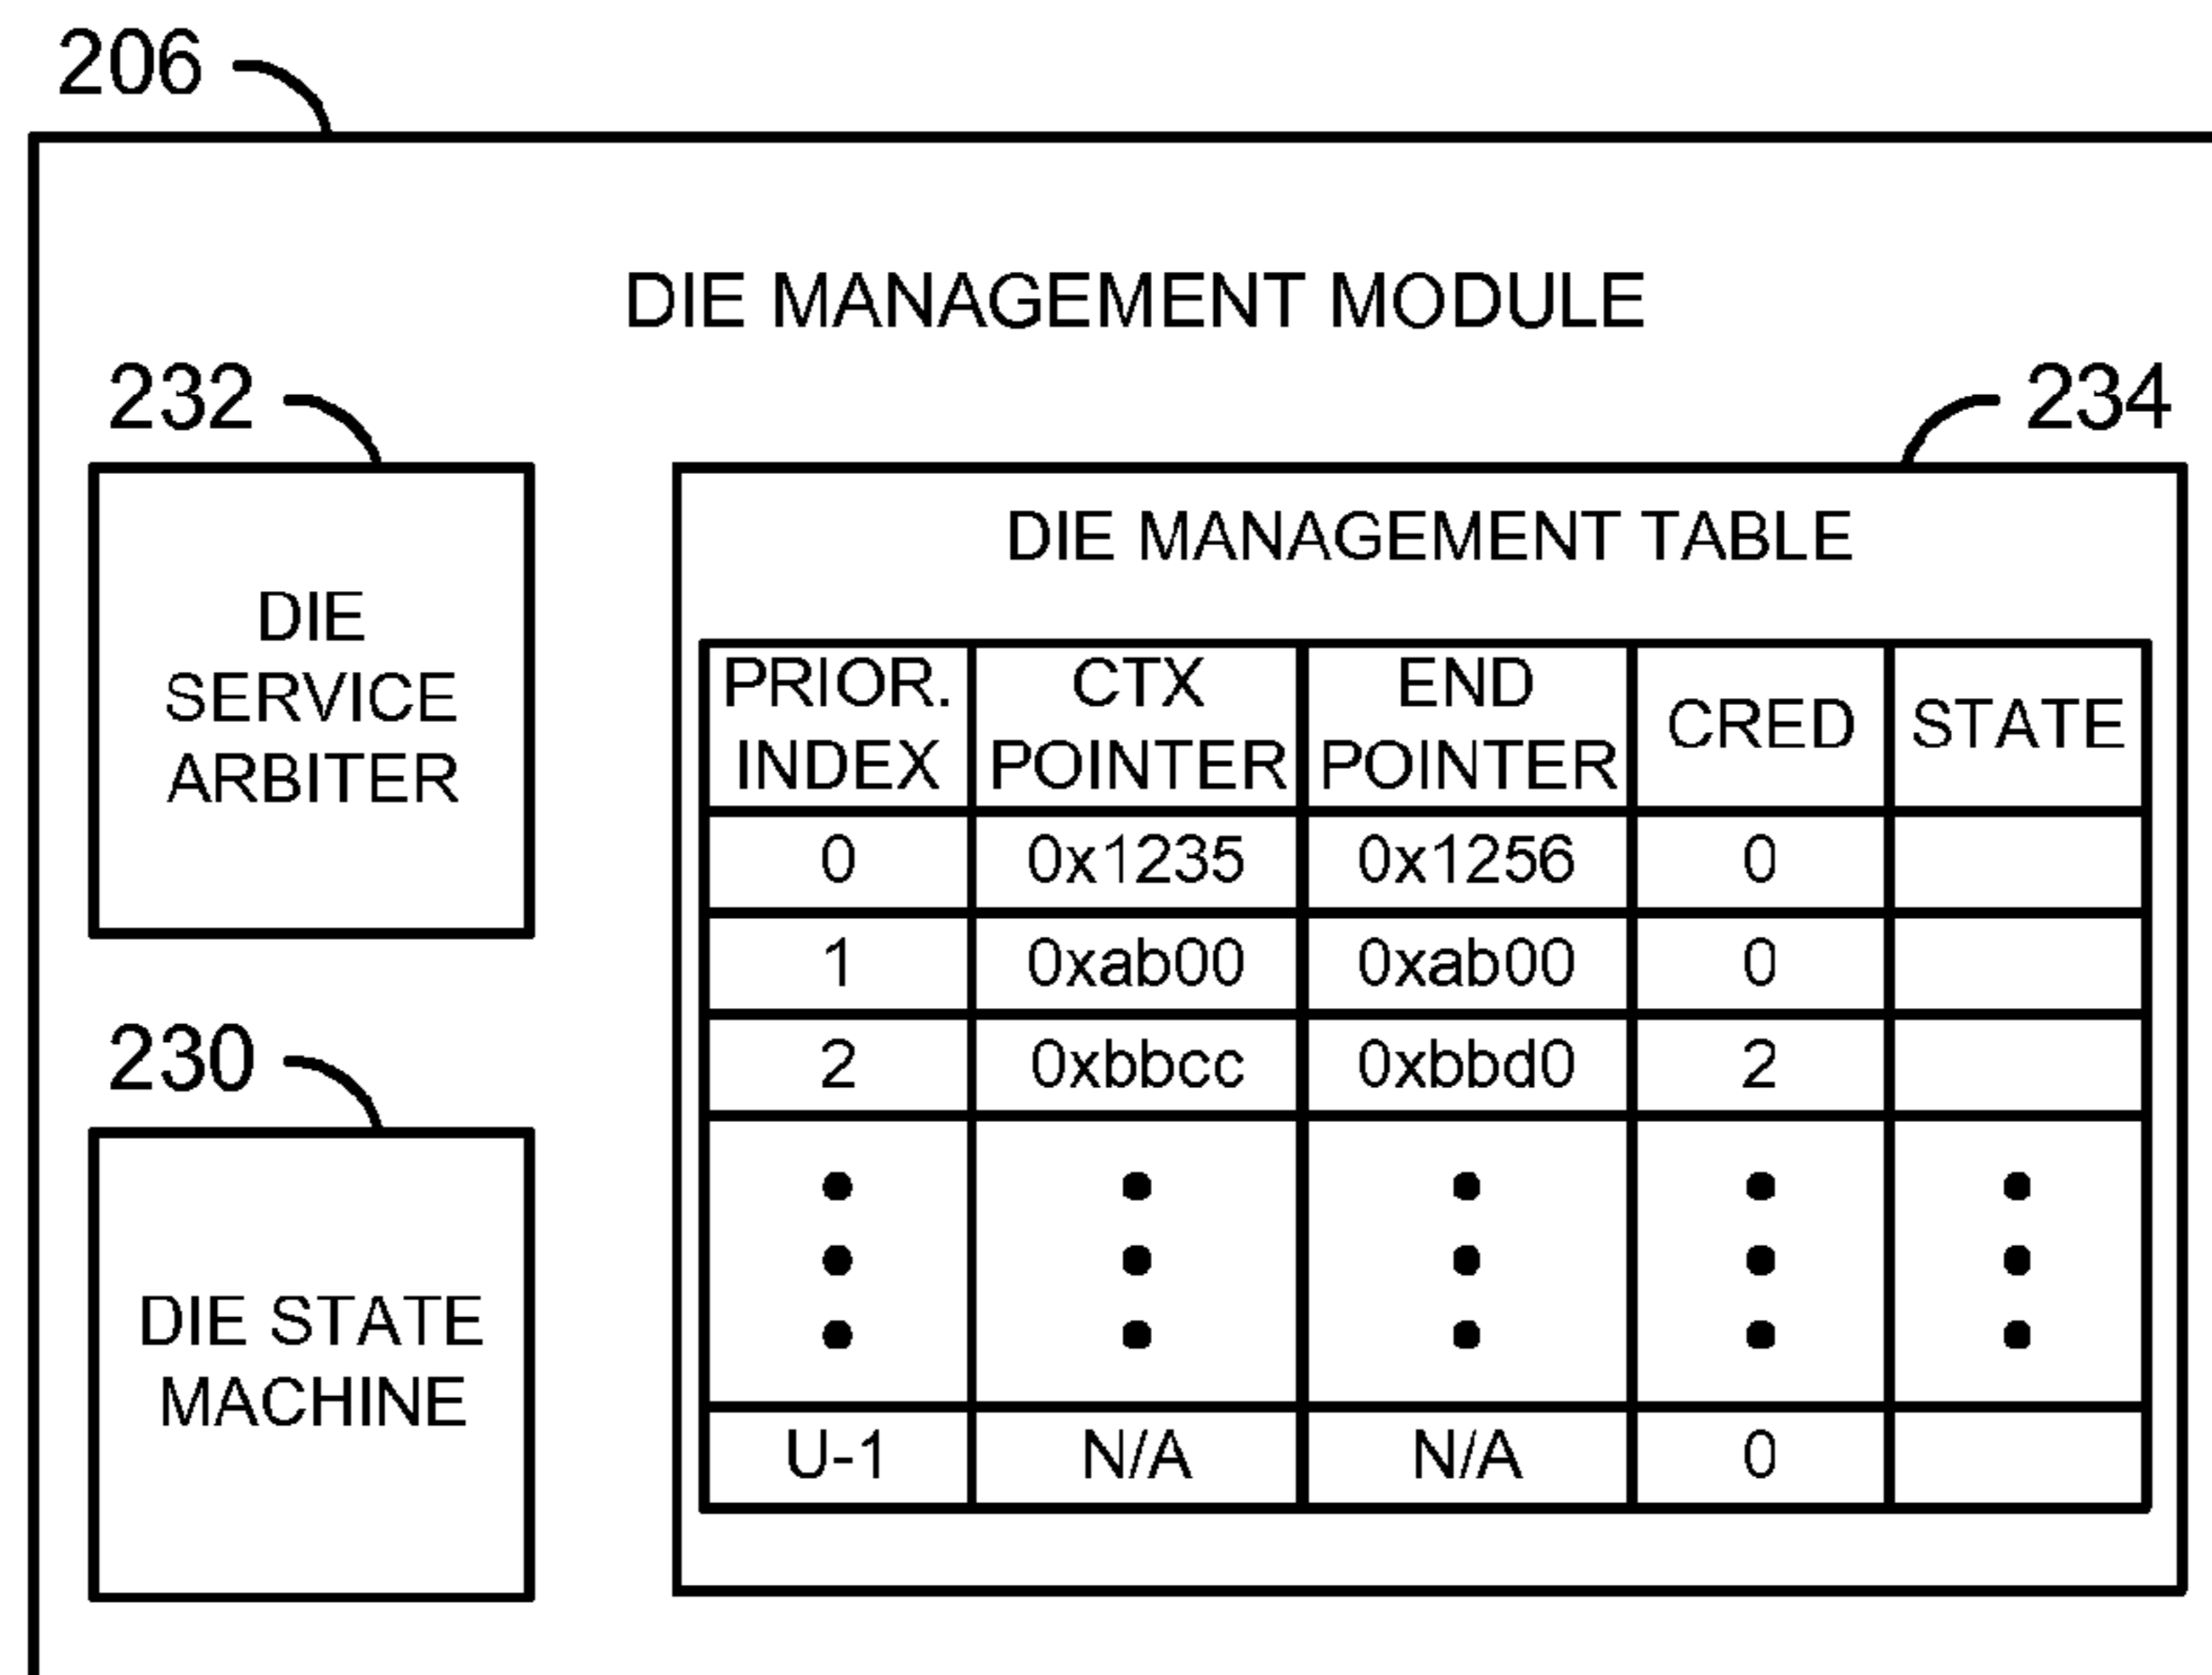 206
DIE MANAGEMENT MODULE
232
234
DIE
SERVICE
ARBITER
230
DIE STATE
MACHINE
DIE MANAGEMENT TABLE
PRIOR. INDEX CTX POINTER END POINTER CRED STATE
0 0x1235 0x1256 0
1 0xab00 0xab00 0
2 0xbbcc 0xbbd0 2
U-1 N/A N/A 0